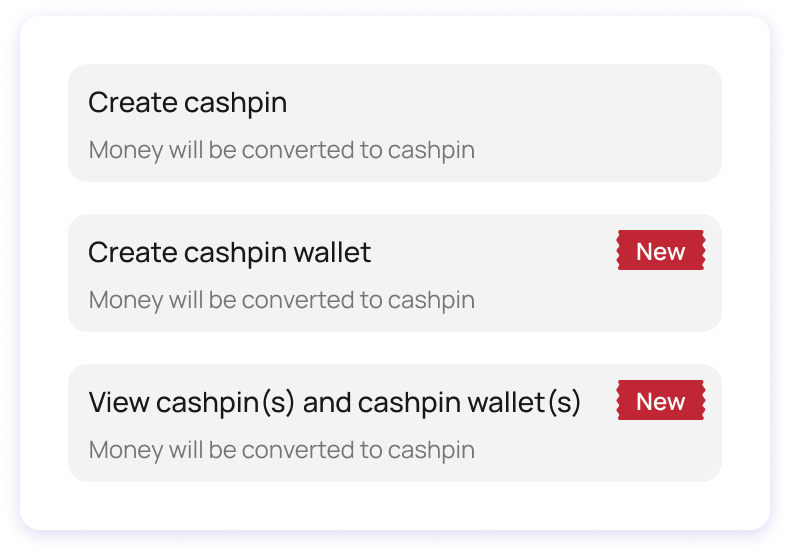 Create cashpin
Money will be converted to cashpin
Create cashpin wallet
New
Money will be converted to cashpin
View cashpin(s) and cashpin wallet(s)
New
Money will be converted to cashpin